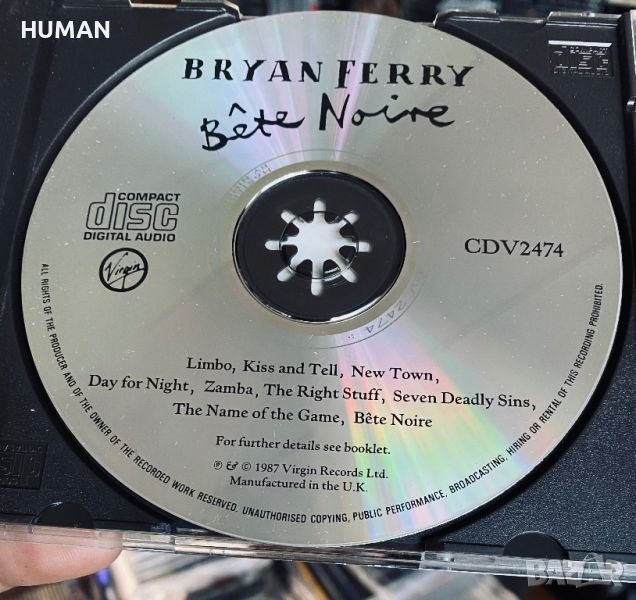 HUMAN
BRYAN FERRY
Bête Noire
COMPACT
disc
DIGITAL AUDIO
Virgin
CDV2474
Limbo, Kiss and Tell, New Town,
Day for Night, Zamba, The Right Stuff, Seven Deadly Sins,
The Name of the Game, Bête Noire
For further details see booklet.
℗ & © 1987 Virgin Records Ltd.
Manufactured in the U.K.
ALL RIGHTS OF THE PRODUCER AND OF THE OWNER OF THE RECORDED WORK RESERVED. UNAUTHORISED COPYING, PUBLIC PERFORMANCE, BROADCASTING, HIRING OR RENTAL OF THIS RECORDING PROHIBITED.
BAZAR